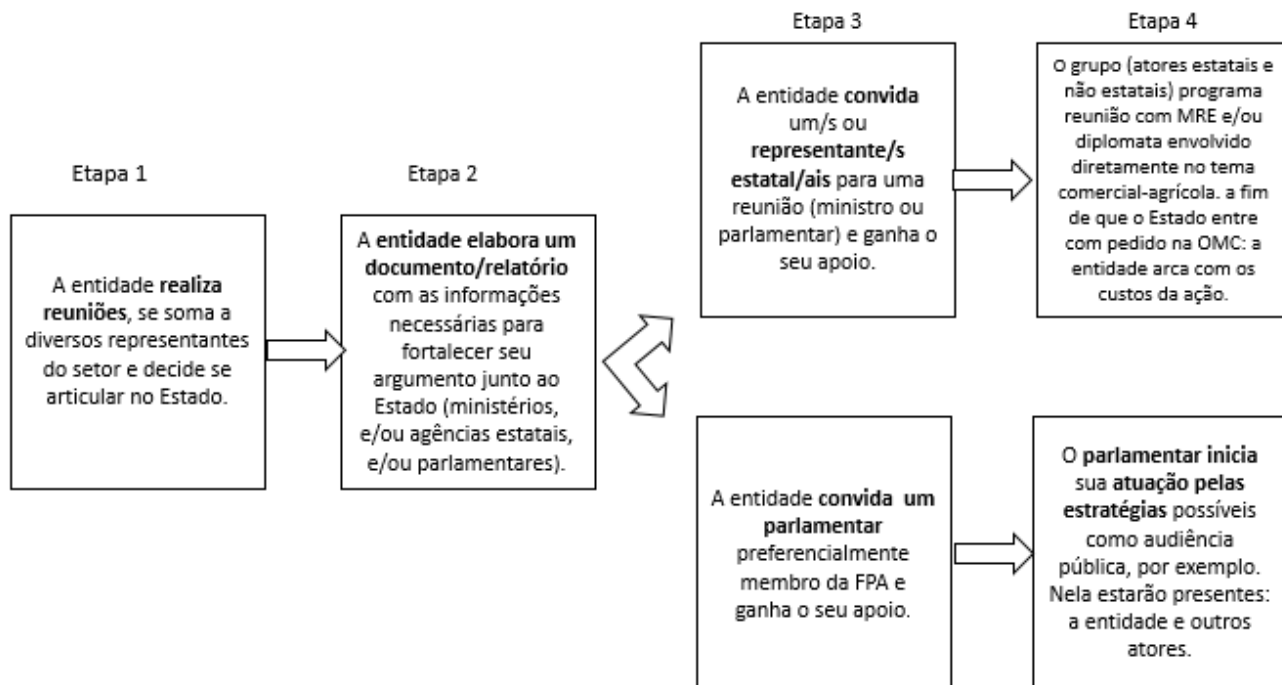 Etapa 1
A entidade realiza
reuniões, se soma a
diversos representantes
do setor e decide se
articular no Estado.
Etapa 2
A entidade elabora um
documento/relatório
com as informações
necessárias para
fortalecer seu
argumento junto ao
Estado (ministérios,
e/ou agências estatais,
e/ou parlamentares).
Etapa 3
A entidade convida
um/s ou
representante/s
estatal/ais para uma
reunião (ministro ou
parlamentar) e ganha o
seu apoio.
A entidade convida um
parlamentar
preferencialmente
membro da FPA e
ganha o seu apoio.
Etapa 4
O grupo (atores estatais e
não estatais) programa
reunião com MRE e/ou
diplomata envolvido
diretamente no tema
comercial-agrícola. a fim
de que o Estado entre
com pedido na OMC: a
entidade arca com os
custos da ação.
O parlamentar inicia
sua atuação pelas
estratégias possíveis
como audiência
pública, por exemplo.
Nela estarão presentes:
a entidade e outros
atores.